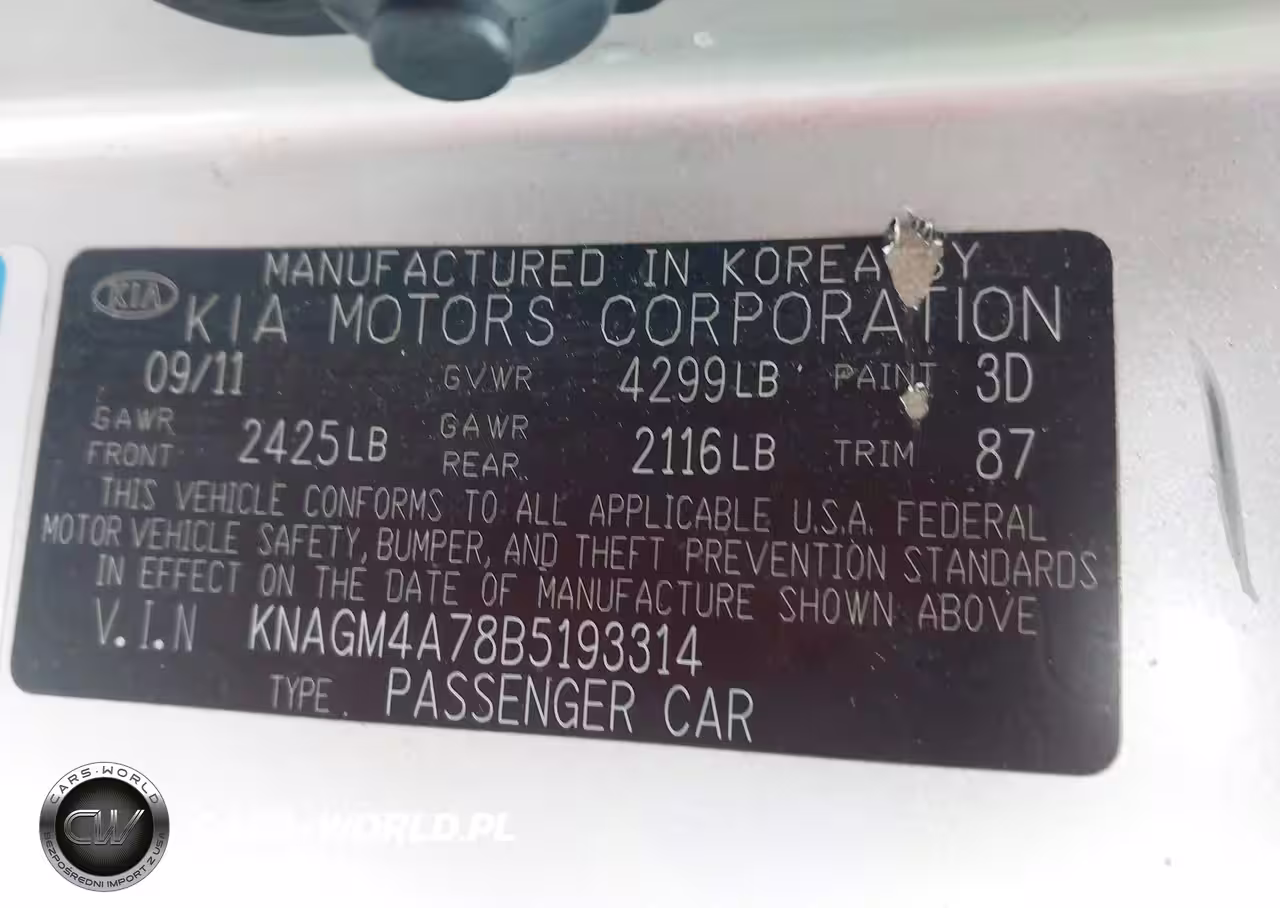 MANUFACTURED IN KOREA BY
KIA
KIA MOTORS CORPORATION
09/11 GVWR 4299LB PAINT 3D
GAWR FRONT 2425LB GAWR REAR 2116LB TRIM 87
THIS VEHICLE CONFORMS TO ALL APPLICABLE U.S.A. FEDERAL
MOTOR VEHICLE SAFETY, BUMPER, AND THEFT PREVENTION STANDARDS
IN EFFECT ON THE DATE OF MANUFACTURE SHOWN ABOVE
V.I.N KNAGM4A78B5193314
TYPE PASSENGER CAR
CARS-WORLD
CW
BEZPOŚREDNI IMPORT Z USA
WORLD.PL